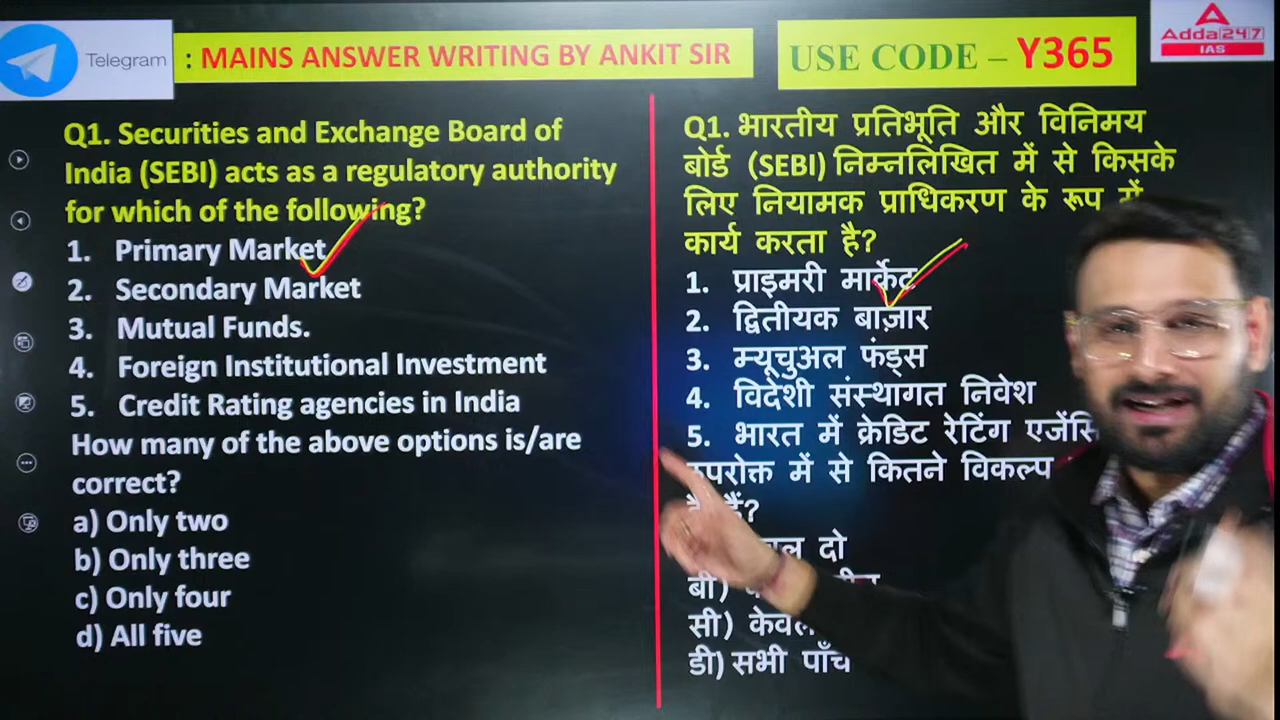 Telegram
: MAINS ANSWER WRITING BY ANKIT SIR
USE CODE – Y365
Adda247
IAS
Q1. Securities and Exchange Board of
India (SEBI) acts as a regulatory authority
for which of the following?
1. Primary Market
2. Secondary Market
3. Mutual Funds.
4. Foreign Institutional Investment
5. Credit Rating agencies in India
How many of the above options is/are
correct?
a) Only two
b) Only three
c) Only four
d) All five
Q1. भारतीय प्रतिभूति और विनिमय
बोर्ड (SEBI) निम्नलिखित में से किसके
लिए नियामक प्राधिकरण के रूप में
कार्य करता है?
1. प्राइमरी मार्केट
2. द्वितीयक बाज़ार
3. म्यूचुअल फंड्स
4. विदेशी संस्थागत निवेश
5. भारत में क्रेडिट रेटिंग
में से कितने विकल्प
दो
बी)
सी)
डी) सभी पाँच